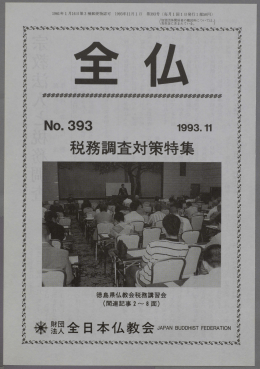 全仏
No. 393
1993. 11
税務調査対策特集
徳島県仏教会税務講習会
(関連記事2~8面)
財団
法人
全日本仏教会 JAPAN BUDDHIST FEDERATION